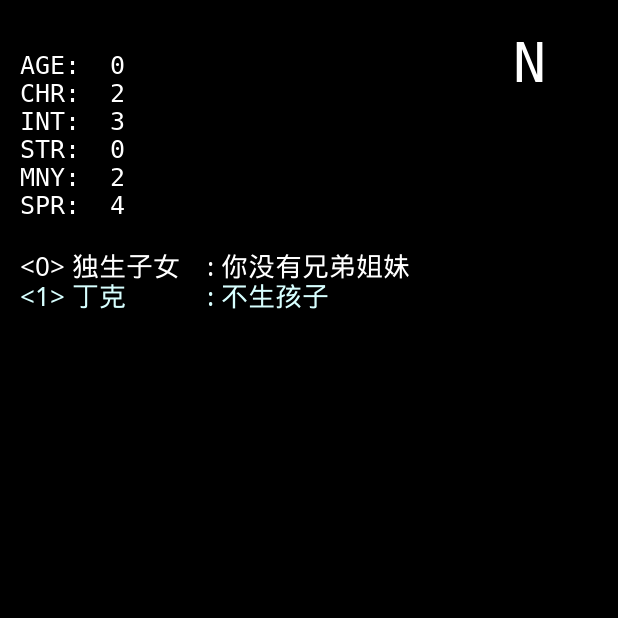 N
AGE: 0
CHR: 2
INT: 3
STR: 0
MNY: 2
SPR: 4
<0> 独生子女 : 你没有兄弟姐妹
<1> 丁克 : 不生孩子